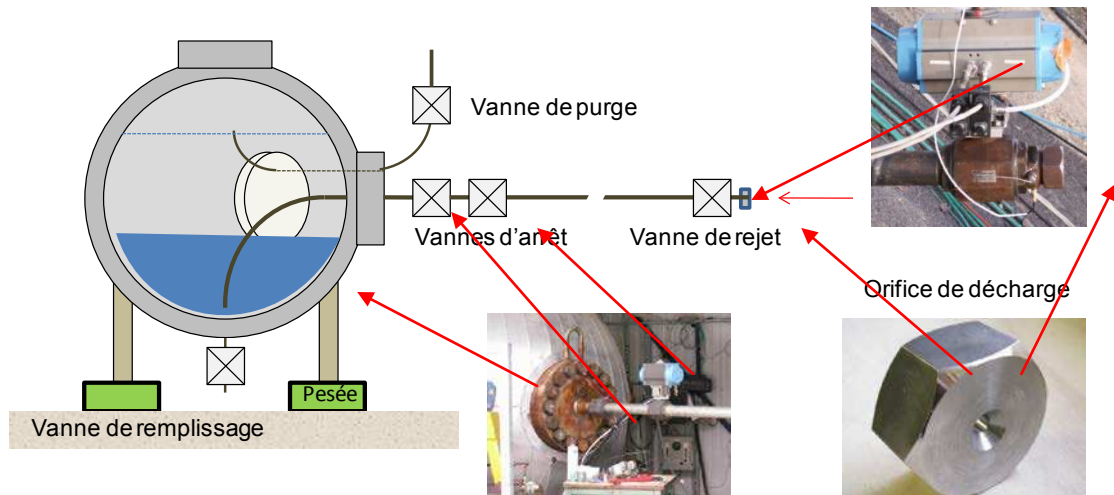 Vanne de purge
Vannes d'arrêt
Vanne de rejet
Orifice de décharge
Pesée
Vanne de remplissage